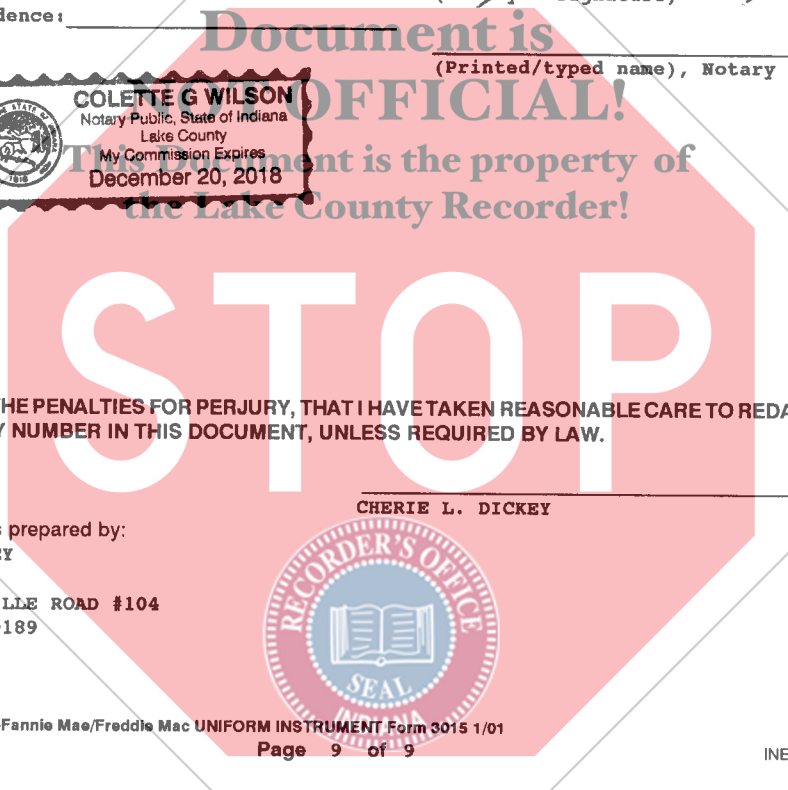 dence:
Document is
(Printed/typed name), Notary
NOT OFFICIAL!
COLETTE G WILSON
Notary Public, State of Indiana
Lake County
My Commission Expires
December 20, 2018
This Document is the property of
the Lake County Recorder!
STOP
HE PENALTIES FOR PERJURY, THAT I HAVE TAKEN REASONABLE CARE TO REDA
Y NUMBER IN THIS DOCUMENT, UNLESS REQUIRED BY LAW.
CHERIE L. DICKEY
s prepared by:
EY
LLE ROAD #104
189
RECORDER'S OFFICE
SEAL
INDIANA
-Fannie Mae/Freddie Mac UNIFORM INSTRUMENT Form 3015 1/01
Page 9 of 9
INE